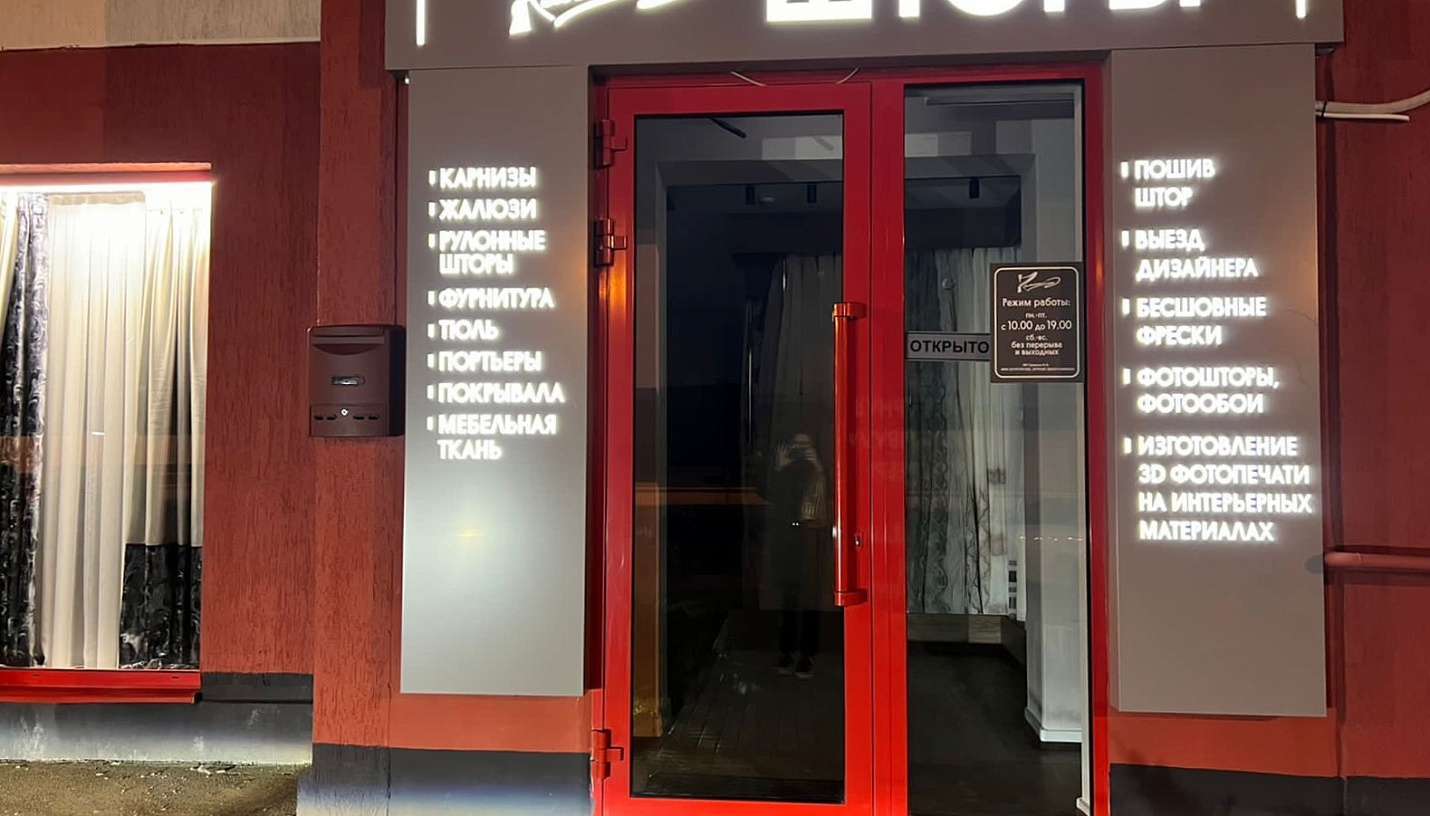 ШТОРЫ
КАРНИЗЫ
ЖАЛЮЗИ
РУЛОННЫЕ
ШТОРЫ
ФУРНИТУРА
ТЮЛЬ
ПОРТЬЕРЫ
ПОКРЫВАЛА
МЕБЕЛЬНАЯ
ТКАНЬ
ОТКРЫТО
Режим работы:
пн.-пт.
с 10.00 до 19.00
сб.-вс.
без перерыва
и выходных
ПОШИВ
ШТОР
ВЫЕЗД
ДИЗАЙНЕРА
БЕСШОВНЫЕ
ФРЕСКИ
ФОТОШТОРЫ,
ФОТООБОИ
ИЗГОТОВЛЕНИЕ
3D ФОТОПЕЧАТИ
НА ИНТЕРЬЕРНЫХ
МАТЕРИАЛАХ